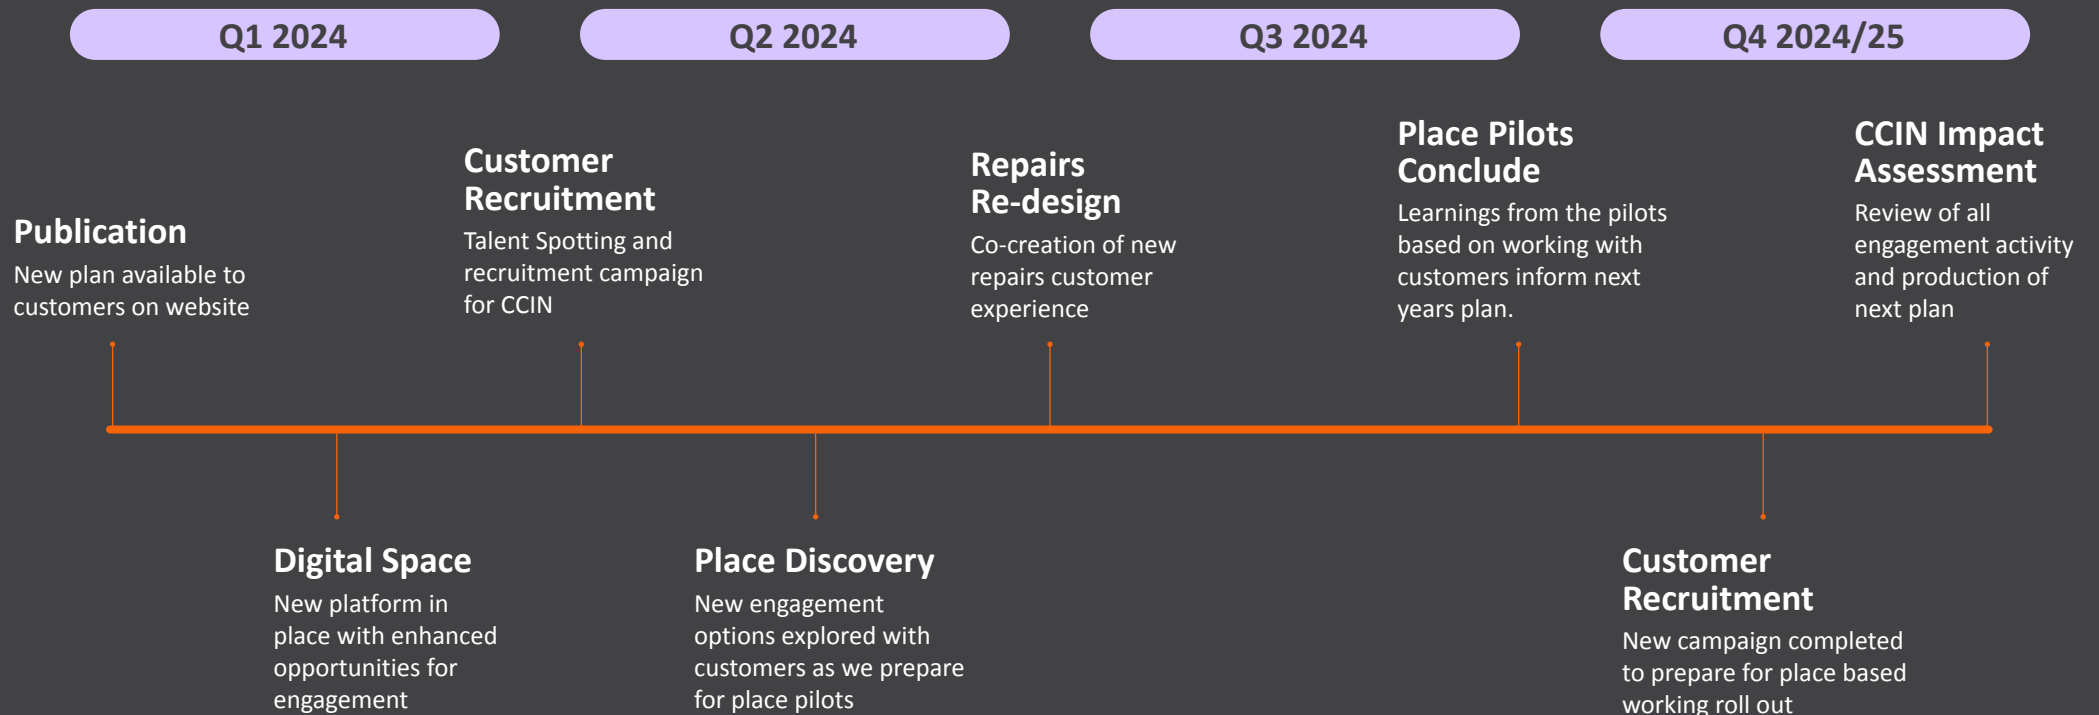 Q1 2024
Q2 2024
Q3 2024
Q4 2024/25
Publication
New plan available to
customers on website
Customer
Recruitment
Talent Spotting and
recruitment campaign
for CCIN
Repairs
Re-design
Co-creation of new
repairs customer
experience
Place Pilots
Conclude
Learnings from the pilots
based on working with
customers inform next
years plan.
CCIN Impact
Assessment
Review of all
engagement activity
and production of
next plan
Digital Space
New platform in
place with enhanced
opportunities for
engagement
Place Discovery
New engagement
options explored with
customers as we prepare
for place pilots
Customer
Recruitment
New campaign completed
to prepare for place based
working roll out